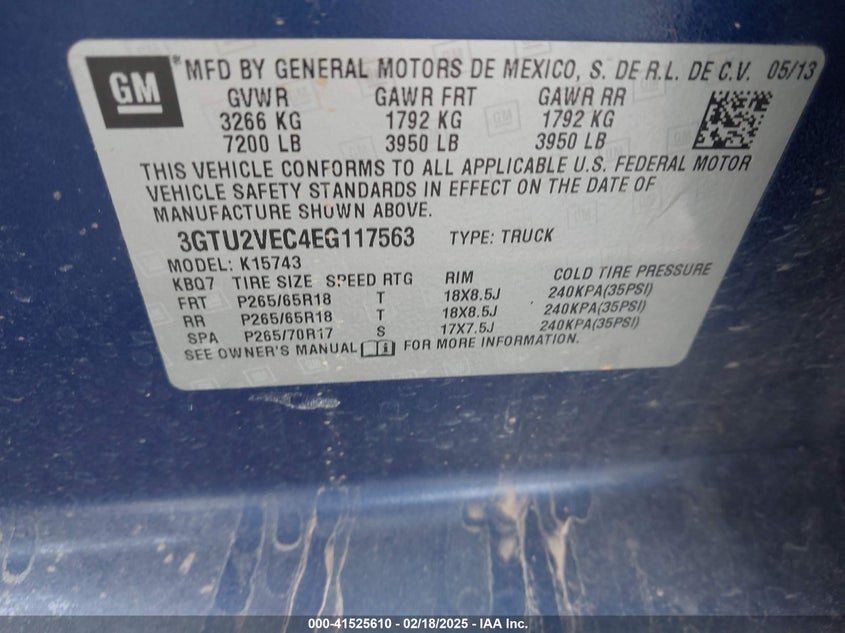 GM
MFD BY GENERAL MOTORS DE MEXICO, S. DE R.L. DE C.V. 05/13
GVWR GAWR FRT GAWR RR
3266 KG 1792 KG 1792 KG
7200 LB 3950 LB 3950 LB
THIS VEHICLE CONFORMS TO ALL APPLICABLE U.S. FEDERAL MOTOR
VEHICLE SAFETY STANDARDS IN EFFECT ON THE DATE OF
MANUFACTURE SHOWN ABOVE.
3GTU2VEC4EG117563 TYPE: TRUCK
MODEL: K15743
KBQ7 TIRE SIZE SPEED RTG RIM COLD TIRE PRESSURE
FRT P265/65R18 T 18X8.5J 240KPA(35PSI)
RR P265/65R18 T 18X8.5J 240KPA(35PSI)
SPA P265/70R17 S 17X7.5J 240KPA(35PSI)
SEE OWNER'S MANUAL FOR MORE INFORMATION.
000-41525610 - 02/18/2025 - IAA Inc.